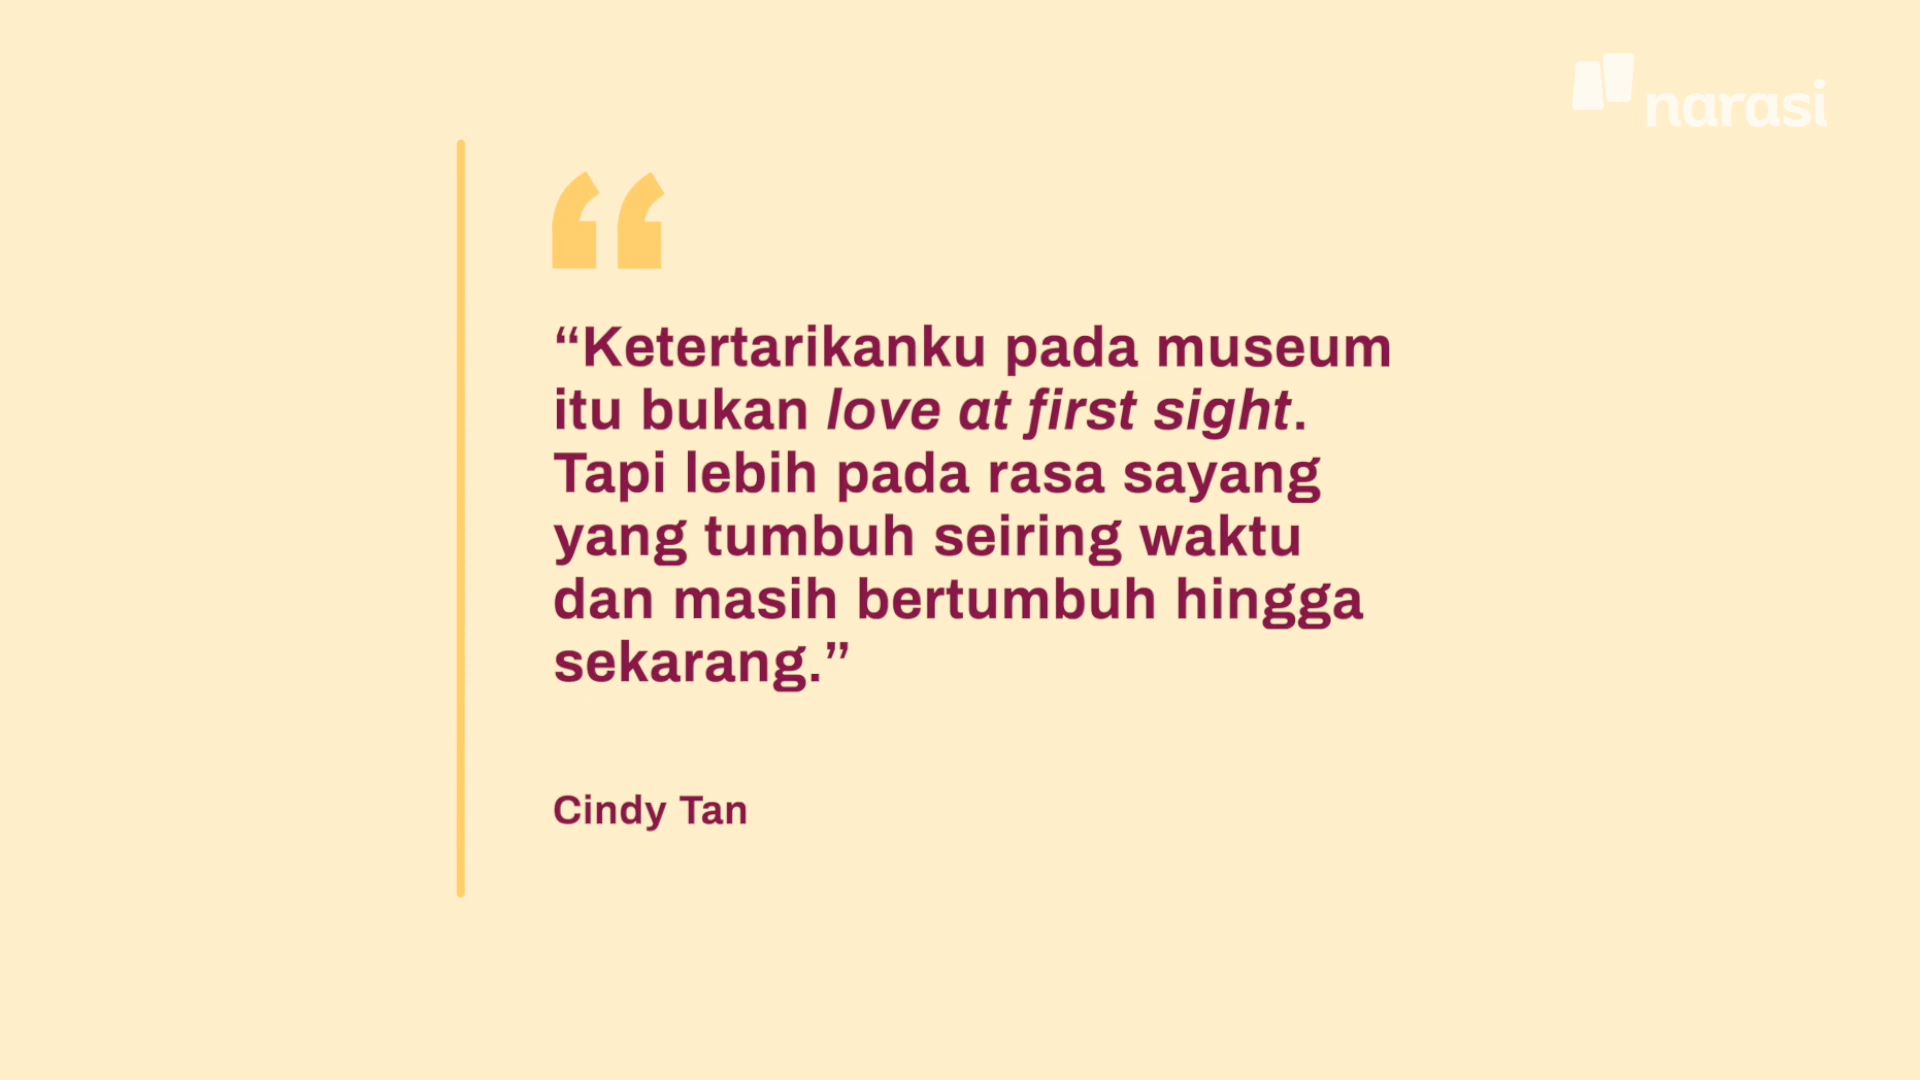 narasi
“Ketertarikanku pada museum
itu bukan love at first sight.
Tapi lebih pada rasa sayang
yang tumbuh seiring waktu
dan masih bertumbuh hingga
sekarang.”
Cindy Tan